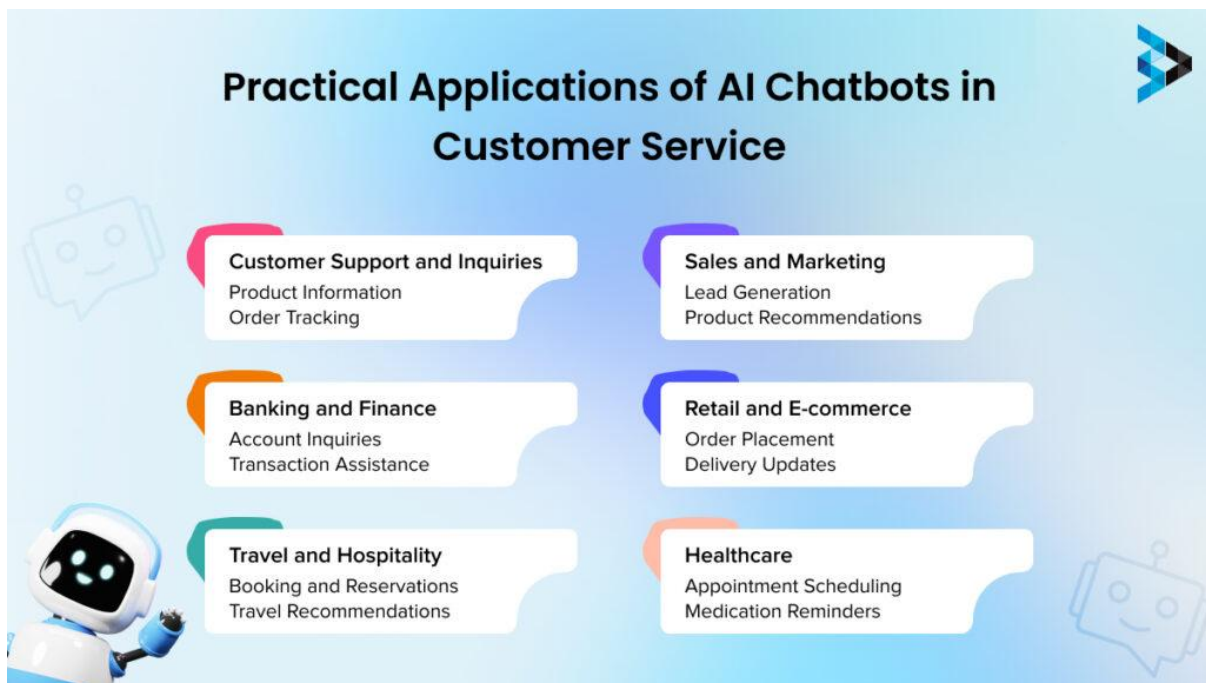 Practical Applications of AI Chatbots in
Customer Service
Customer Support and Inquiries
Product Information
Order Tracking
Sales and Marketing
Lead Generation
Product Recommendations
Banking and Finance
Account Inquiries
Transaction Assistance
Retail and E-commerce
Order Placement
Delivery Updates
Travel and Hospitality
Booking and Reservations
Travel Recommendations
Healthcare
Appointment Scheduling
Medication Reminders